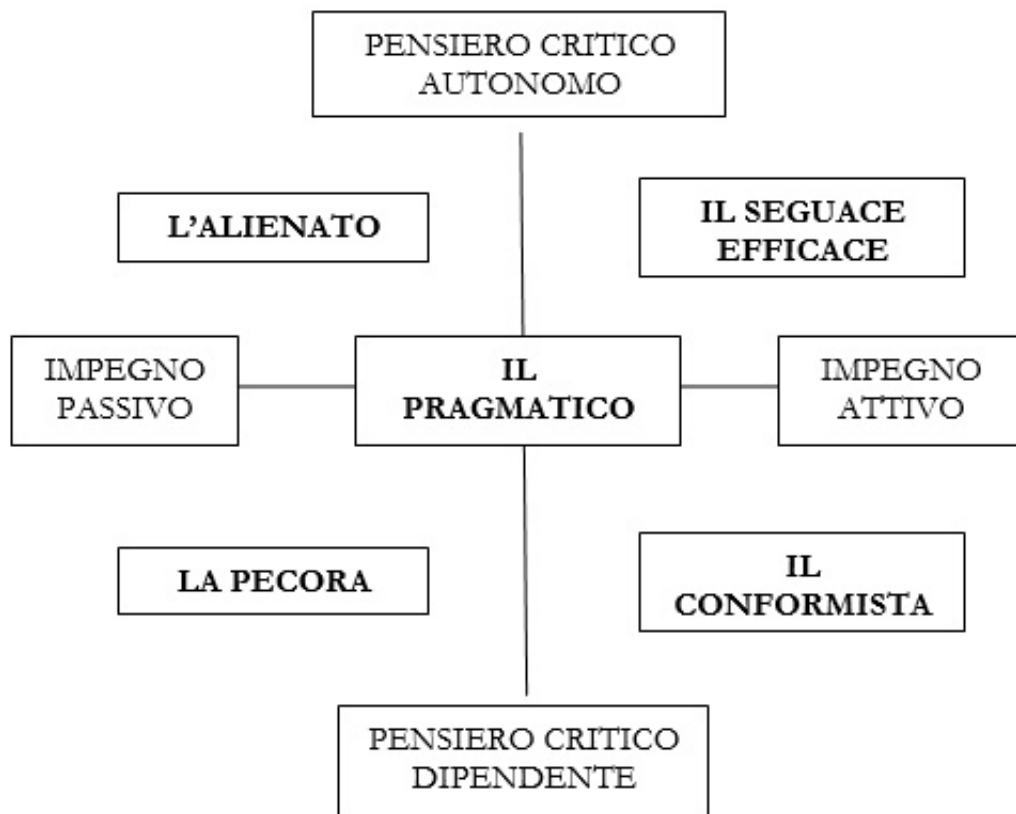 PENSIERO CRITICO
AUTONOMO
L’ALIENATO
IL SEGUACE
EFFICACE
IMPEGNO
PASSIVO
IL
PRAGMATICO
IMPEGNO
ATTIVO
LA PECORA
IL
CONFORMISTA
PENSIERO CRITICO
DIPENDENTE